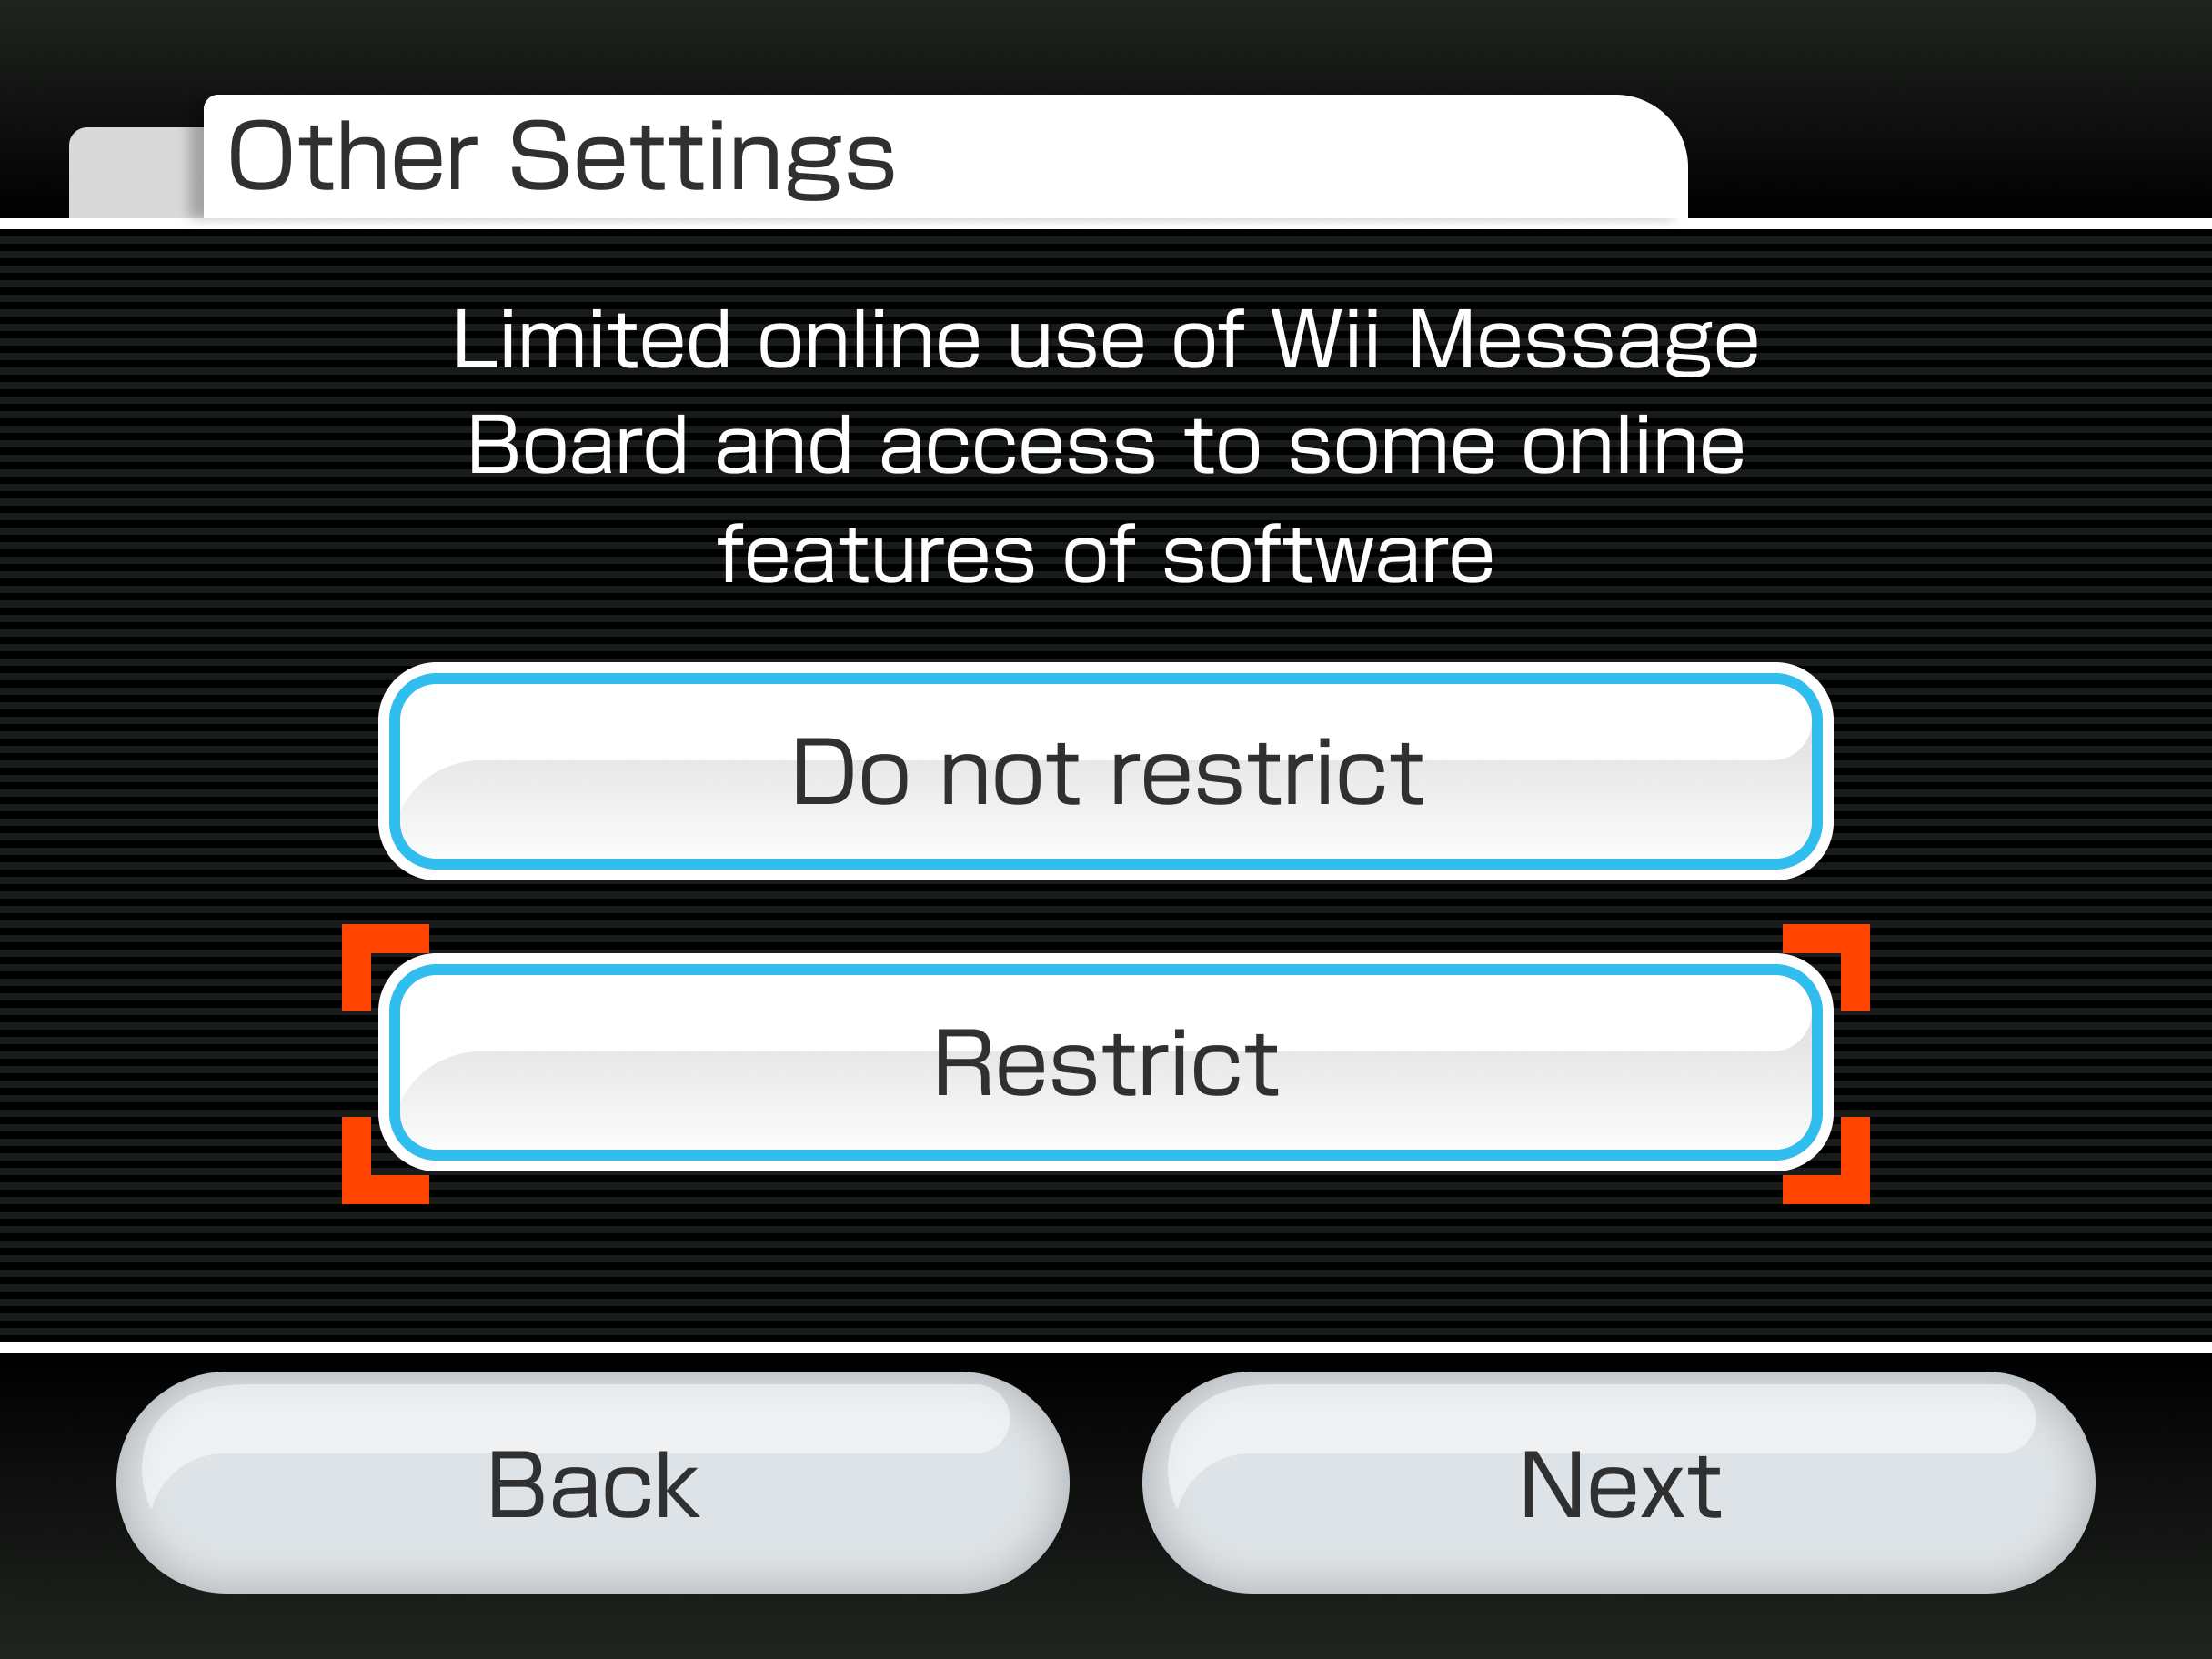 Other Settings
Limited online use of Wii Message
Board and access to some online
features of software
Do not restrict
Restrict
Back
Next